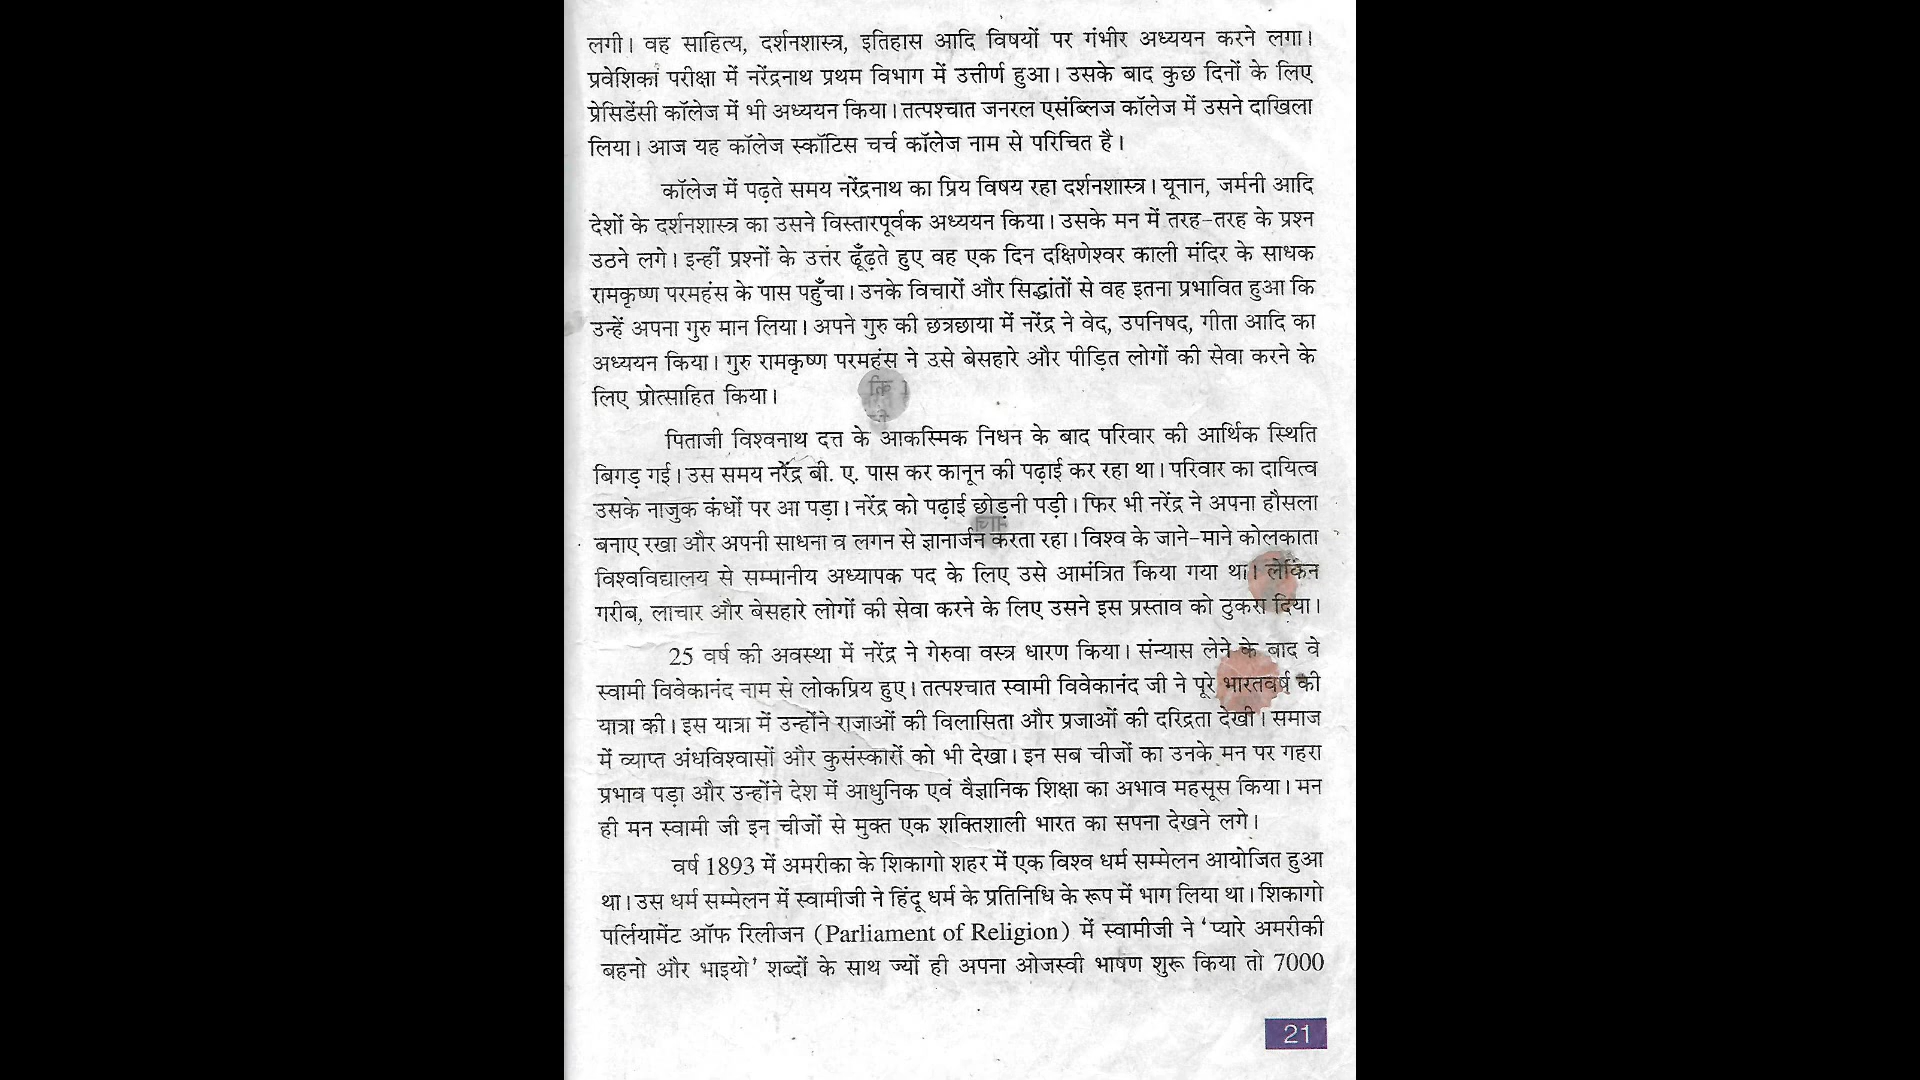 लगी। वह साहित्य, दर्शनशास्त्र, इतिहास आदि विषयों पर गंभीर अध्ययन करने लगा।
प्रवेशिका परीक्षा में नरेंद्रनाथ प्रथम विभाग में उत्तीर्ण हुआ। उसके बाद कुछ दिनों के लिए
प्रेसिडेंसी कॉलेज में भी अध्ययन किया। तत्पश्चात जनरल एसंब्लिज कॉलेज में उसने दाखिला
लिया। आज यह कॉलेज स्कॉटिस चर्च कॉलेज नाम से परिचित है।
कॉलेज में पढ़ते समय नरेंद्रनाथ का प्रिय विषय रहा दर्शनशास्त्र। यूनान, जर्मनी आदि
देशों के दर्शनशास्त्र का उसने विस्तारपूर्वक अध्ययन किया। उसके मन में तरह-तरह के प्रश्न
उठने लगे। इन्हीं प्रश्नों के उत्तर ढूँढ़ते हुए वह एक दिन दक्षिणेश्वर काली मंदिर के साधक
रामकृष्ण परमहंस के पास पहुँचा। उनके विचारों और सिद्धांतों से वह इतना प्रभावित हुआ कि
उन्हें अपना गुरु मान लिया। अपने गुरु की छत्रछाया में नरेंद्र ने वेद, उपनिषद, गीता आदि का
अध्ययन किया। गुरु रामकृष्ण परमहंस ने उसे बेसहारे और पीड़ित लोगों की सेवा करने के
लिए प्रोत्साहित किया।
पिताजी विश्वनाथ दत्त के आकस्मिक निधन के बाद परिवार की आर्थिक स्थिति
बिगड़ गई। उस समय नरेंद्र बी. ए. पास कर कानून की पढ़ाई कर रहा था। परिवार का दायित्व
उसके नाजुक कंधों पर आ पड़ा। नरेंद्र को पढ़ाई छोड़नी पड़ी। फिर भी नरेंद्र ने अपना हौसला
बनाए रखा और अपनी साधना व लगन से ज्ञानार्जन करता रहा। विश्व के जाने-माने कोलकाता
विश्वविद्यालय से सम्मानीय अध्यापक पद के लिए उसे आमंत्रित किया गया था। लेकिन
गरीब, लाचार और बेसहारे लोगों की सेवा करने के लिए उसने इस प्रस्ताव को ठुकरा दिया।
25 वर्ष की अवस्था में नरेंद्र ने गेरुवा वस्त्र धारण किया। संन्यास लेने के बाद वे
स्वामी विवेकानंद नाम से लोकप्रिय हुए। तत्पश्चात स्वामी विवेकानंद जी ने पूरे भारतवर्ष की
यात्रा की। इस यात्रा में उन्होंने राजाओं की विलासिता और प्रजाओं की दरिद्रता देखी। समाज
में व्याप्त अंधविश्वासों और कुसंस्कारों को भी देखा। इन सब चीजों का उनके मन पर गहरा
प्रभाव पड़ा और उन्होंने देश में आधुनिक एवं वैज्ञानिक शिक्षा का अभाव महसूस किया। मन
ही मन स्वामी जी इन चीजों से मुक्त एक शक्तिशाली भारत का सपना देखने लगे।
वर्ष 1893 में अमरीका के शिकागो शहर में एक विश्व धर्म सम्मेलन आयोजित हुआ
था। उस धर्म सम्मेलन में स्वामीजी ने हिंदू धर्म के प्रतिनिधि के रूप में भाग लिया था। शिकागो
पर्लियामेंट ऑफ रिलीजन (Parliament of Religion) में स्वामीजी ने ‘प्यारे अमरीकी
बहनो और भाइयो’ शब्दों के साथ ज्यों ही अपना ओजस्वी भाषण शुरू किया तो 7000
21